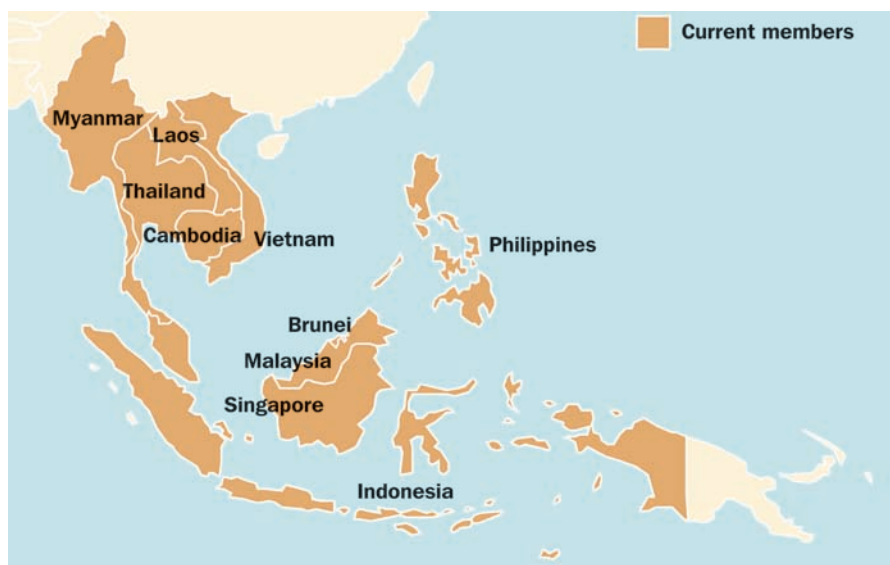 Current members
Myanmar
Laos
Thailand
Cambodia
Vietnam
Philippines
Brunei
Malaysia
Singapore
Indonesia